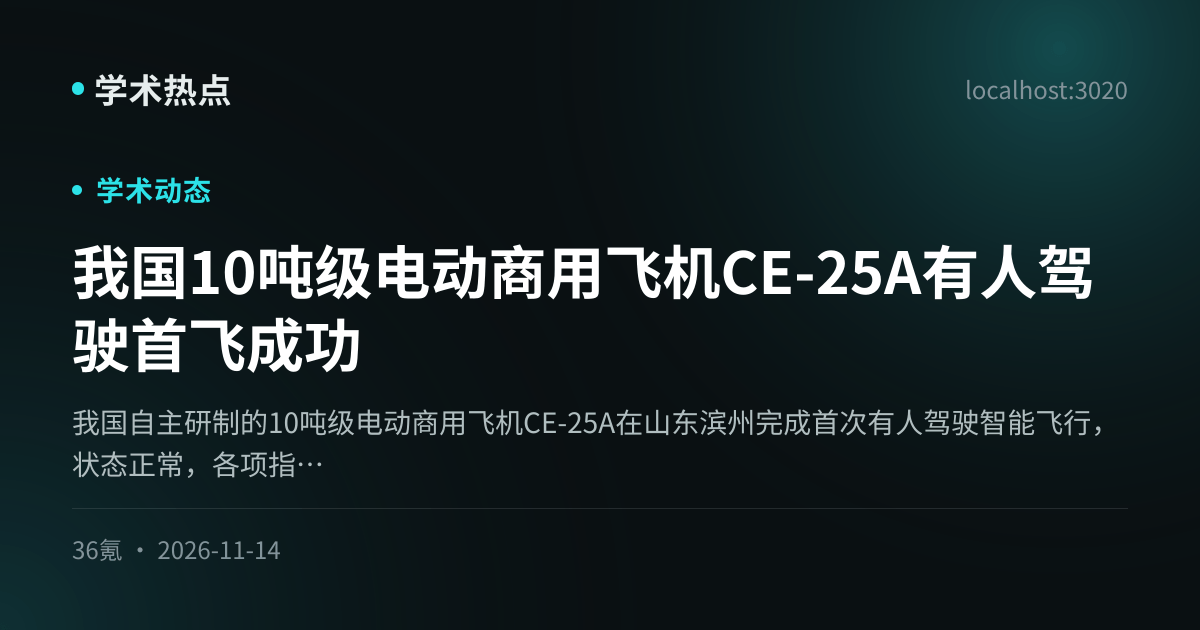 学术热点
localhost:3020
学术动态
我国10吨级电动商用飞机CE-25A有人驾
驶首飞成功
我国自主研制的10吨级电动商用飞机CE-25A在山东滨州完成首次有人驾驶智能飞行，
状态正常，各项指…
36氪 · 2026-11-14